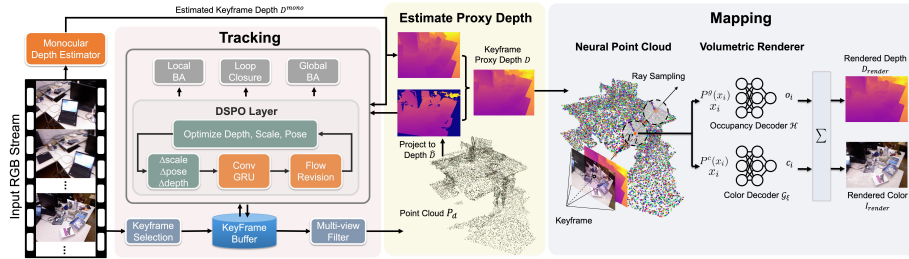 Estimated Keyframe Depth D^mono
Monocular
Depth Estimator
Input RGB Stream
Tracking
Local
BA
Loop
Closure
Global
BA
DSPO Layer
Optimize Depth, Scale, Pose
Δscale
Δpose
Δdepth
Conv
GRU
Flow
Revision
Keyframe
Selection
KeyFrame
Buffer
Multi-view
Filter
Estimate Proxy Depth
Keyframe
Proxy Depth D
Project to
Depth D̃
Point Cloud P_d
Mapping
Neural Point Cloud
Ray Sampling
Keyframe
Volumetric Renderer
P^g(x_i)
x_i
o_i
Occupancy Decoder ℋ
P^c(x_i)
x_i
c_i
Color Decoder 𝒢_ξ
∑
Rendered Depth
D_render
Rendered Color
I_render